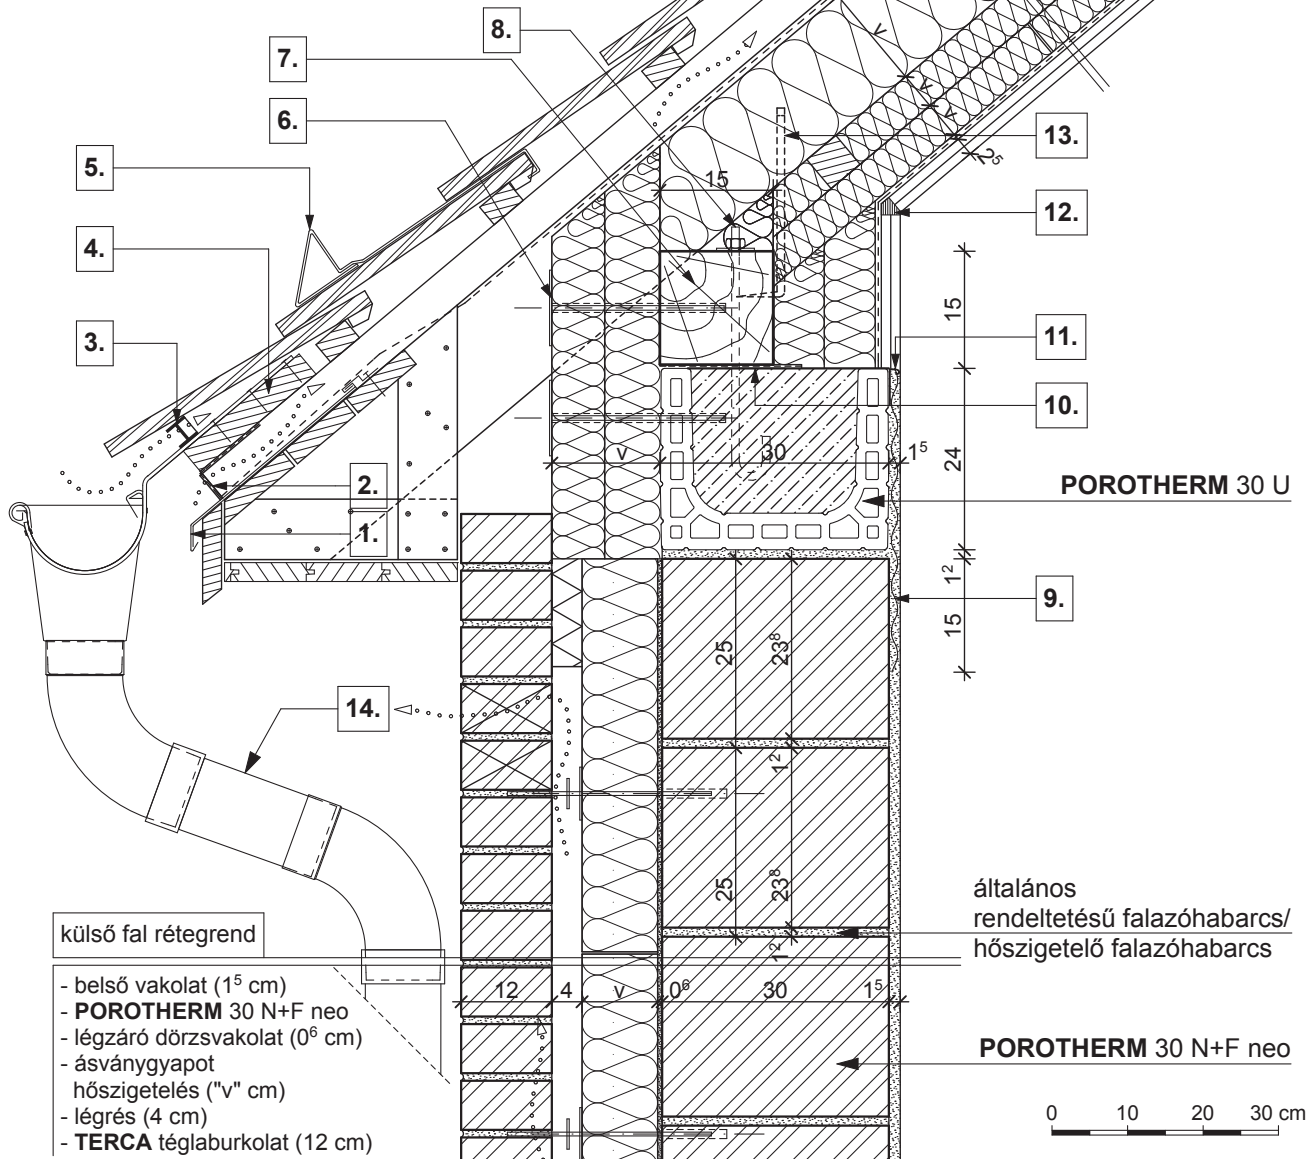 8.
7.
6.
5.
4.
3.
2.
1.
13.
12.
11.
10.
9.
14.
v
v
v
2⁵
15
15
v
30
1⁵
24
POROTHERM 30 U
1²
15
25
23⁸
1²
25
23⁸
1²
általános
rendeltetésű falazóhabarcs/
hőszigetelő falazóhabarcs
külső fal rétegrend
- belső vakolat (1⁵ cm)
- POROTHERM 30 N+F neo
- légzáró dörzsvakolat (0⁶ cm)
- ásványgyapot
hőszigetelés ("v" cm)
- légrés (4 cm)
- TERCA téglaburkolat (12 cm)
12
4
v
0⁶
30
1⁵
POROTHERM 30 N+F neo
0 10 20 30 cm